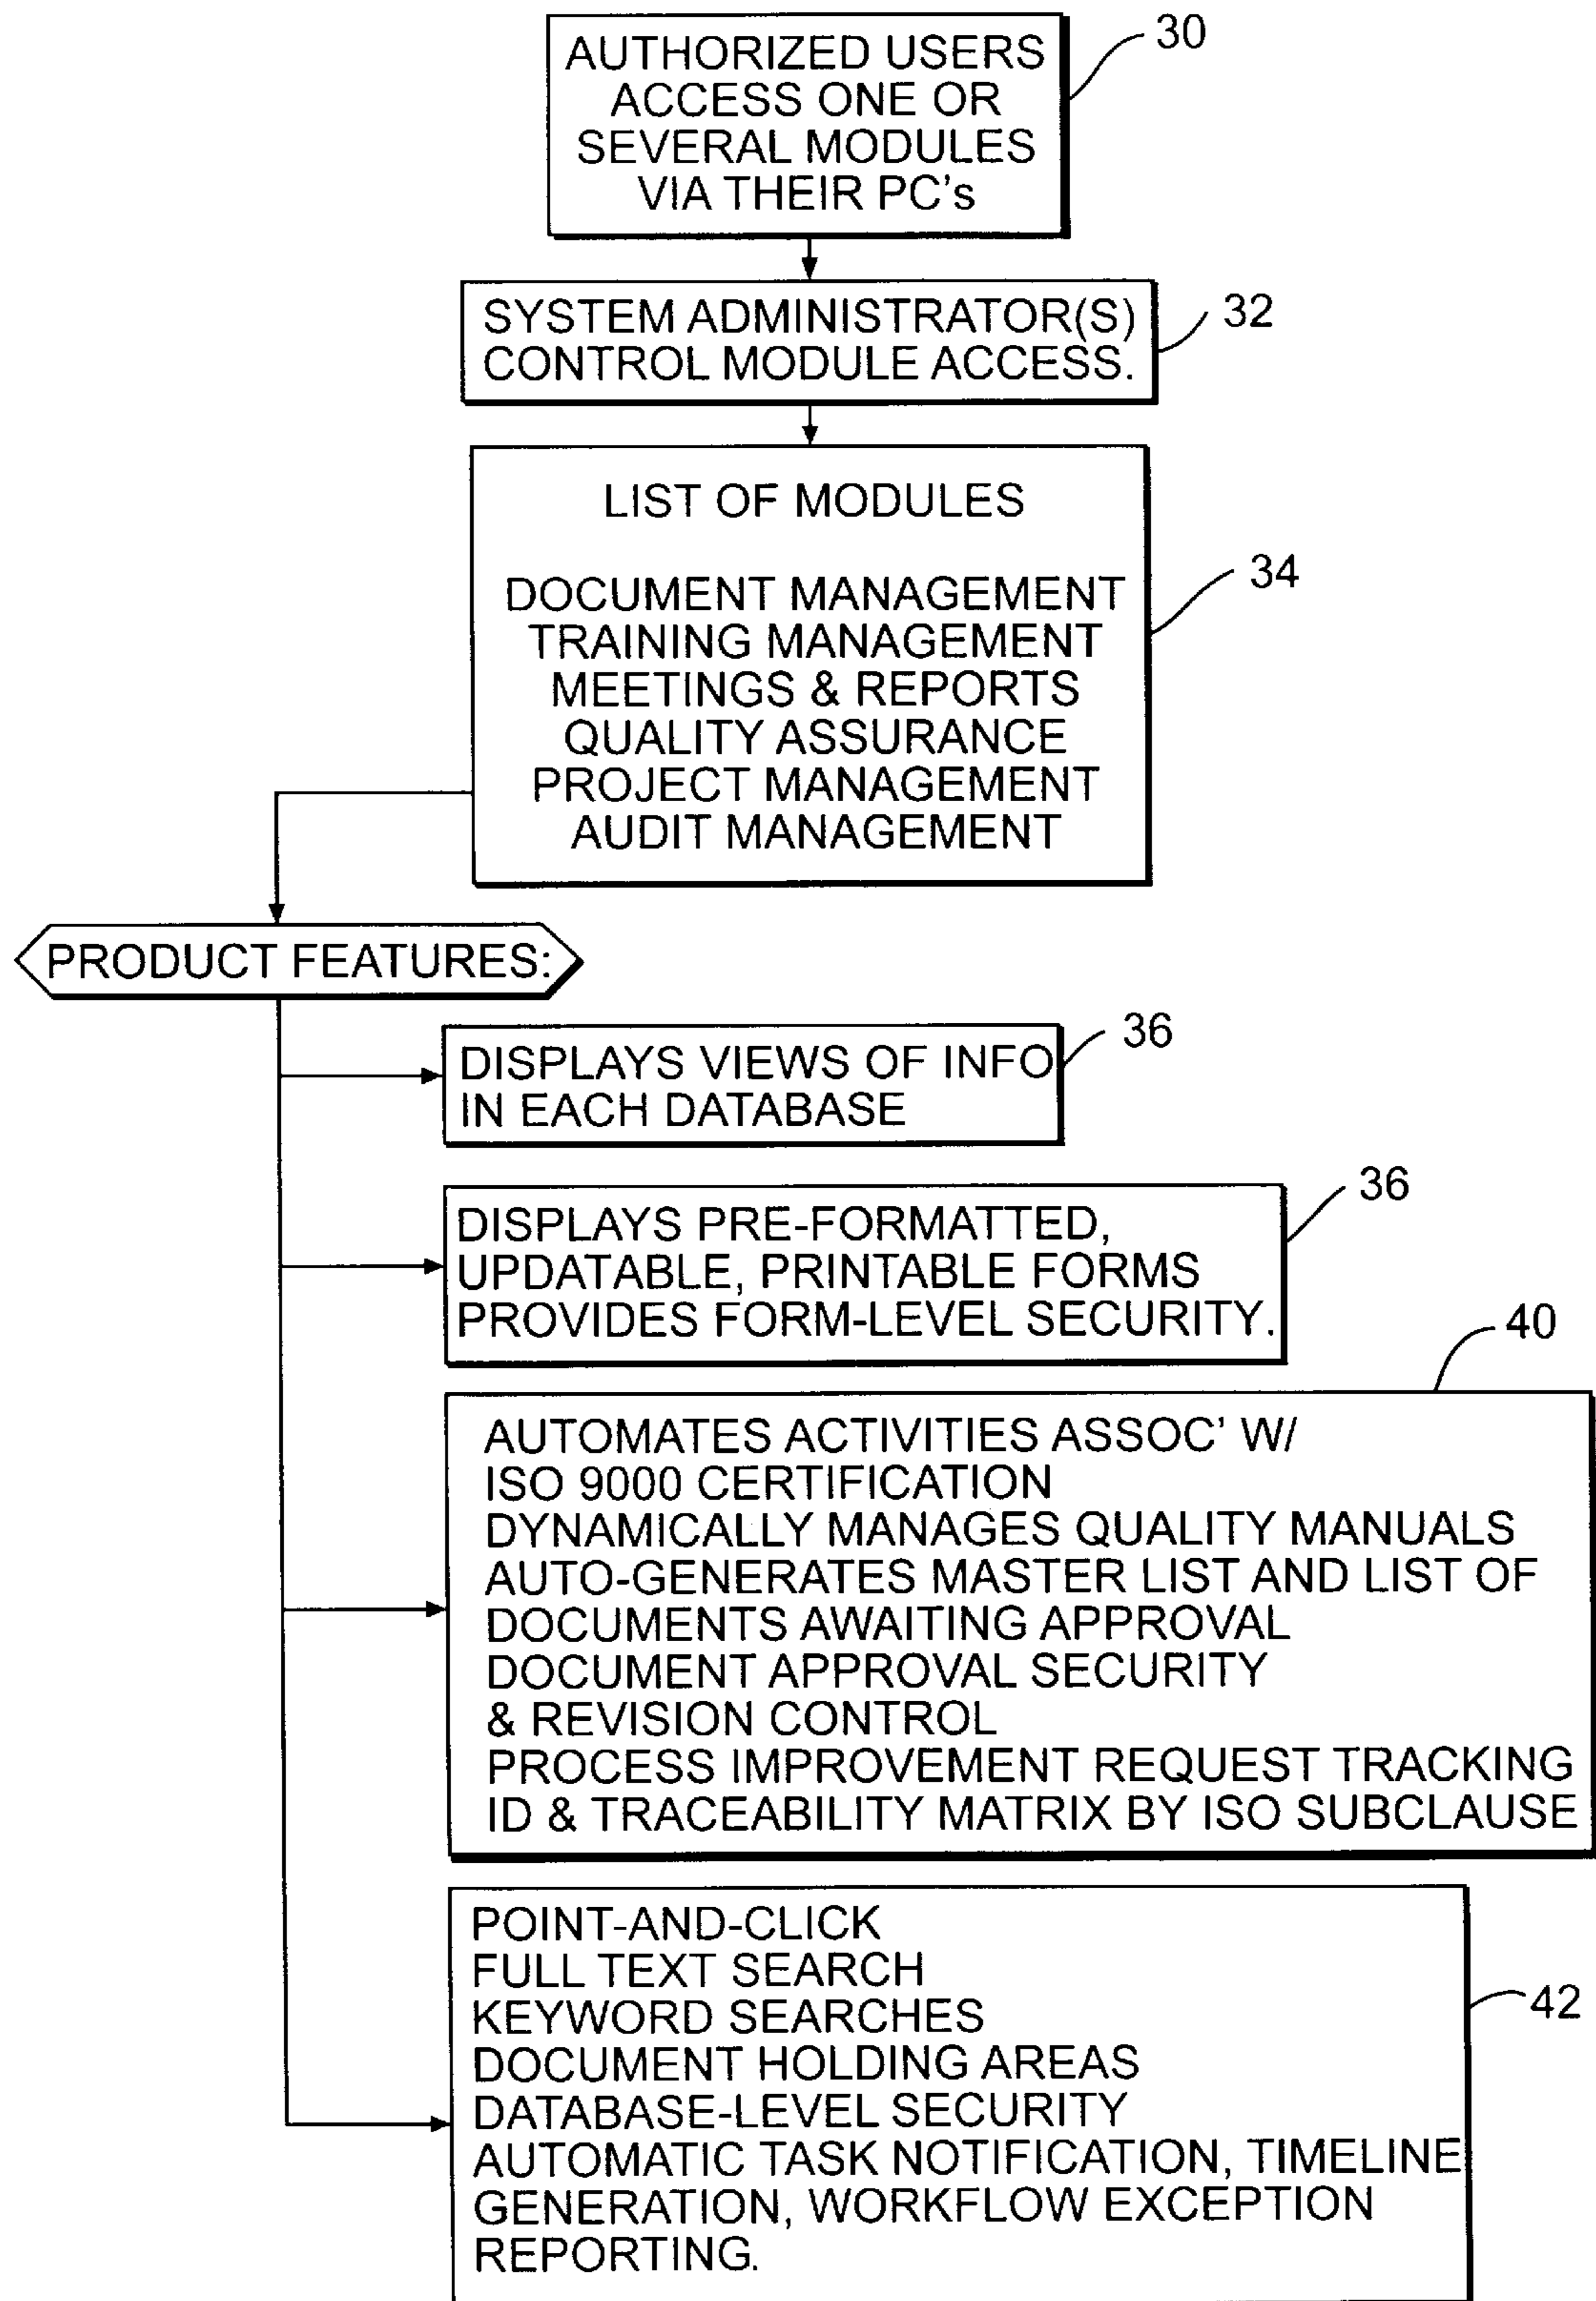 AUTHORIZED USERS
ACCESS ONE OR
SEVERAL MODULES
VIA THEIR PC's
30
SYSTEM ADMINISTRATOR(S)
CONTROL MODULE ACCESS.
32
LIST OF MODULES
DOCUMENT MANAGEMENT
TRAINING MANAGEMENT
MEETINGS & REPORTS
QUALITY ASSURANCE
PROJECT MANAGEMENT
AUDIT MANAGEMENT
34
PRODUCT FEATURES:
DISPLAYS VIEWS OF INFO
IN EACH DATABASE
36
DISPLAYS PRE-FORMATTED,
UPDATABLE, PRINTABLE FORMS
PROVIDES FORM-LEVEL SECURITY.
36
AUTOMATES ACTIVITIES ASSOC' W/
ISO 9000 CERTIFICATION
DYNAMICALLY MANAGES QUALITY MANUALS
AUTO-GENERATES MASTER LIST AND LIST OF
DOCUMENTS AWAITING APPROVAL
DOCUMENT APPROVAL SECURITY
& REVISION CONTROL
PROCESS IMPROVEMENT REQUEST TRACKING
ID & TRACEABILITY MATRIX BY ISO SUBCLAUSE
40
POINT-AND-CLICK
FULL TEXT SEARCH
KEYWORD SEARCHES
DOCUMENT HOLDING AREAS
DATABASE-LEVEL SECURITY
AUTOMATIC TASK NOTIFICATION, TIMELINE
GENERATION, WORKFLOW EXCEPTION
REPORTING.
42